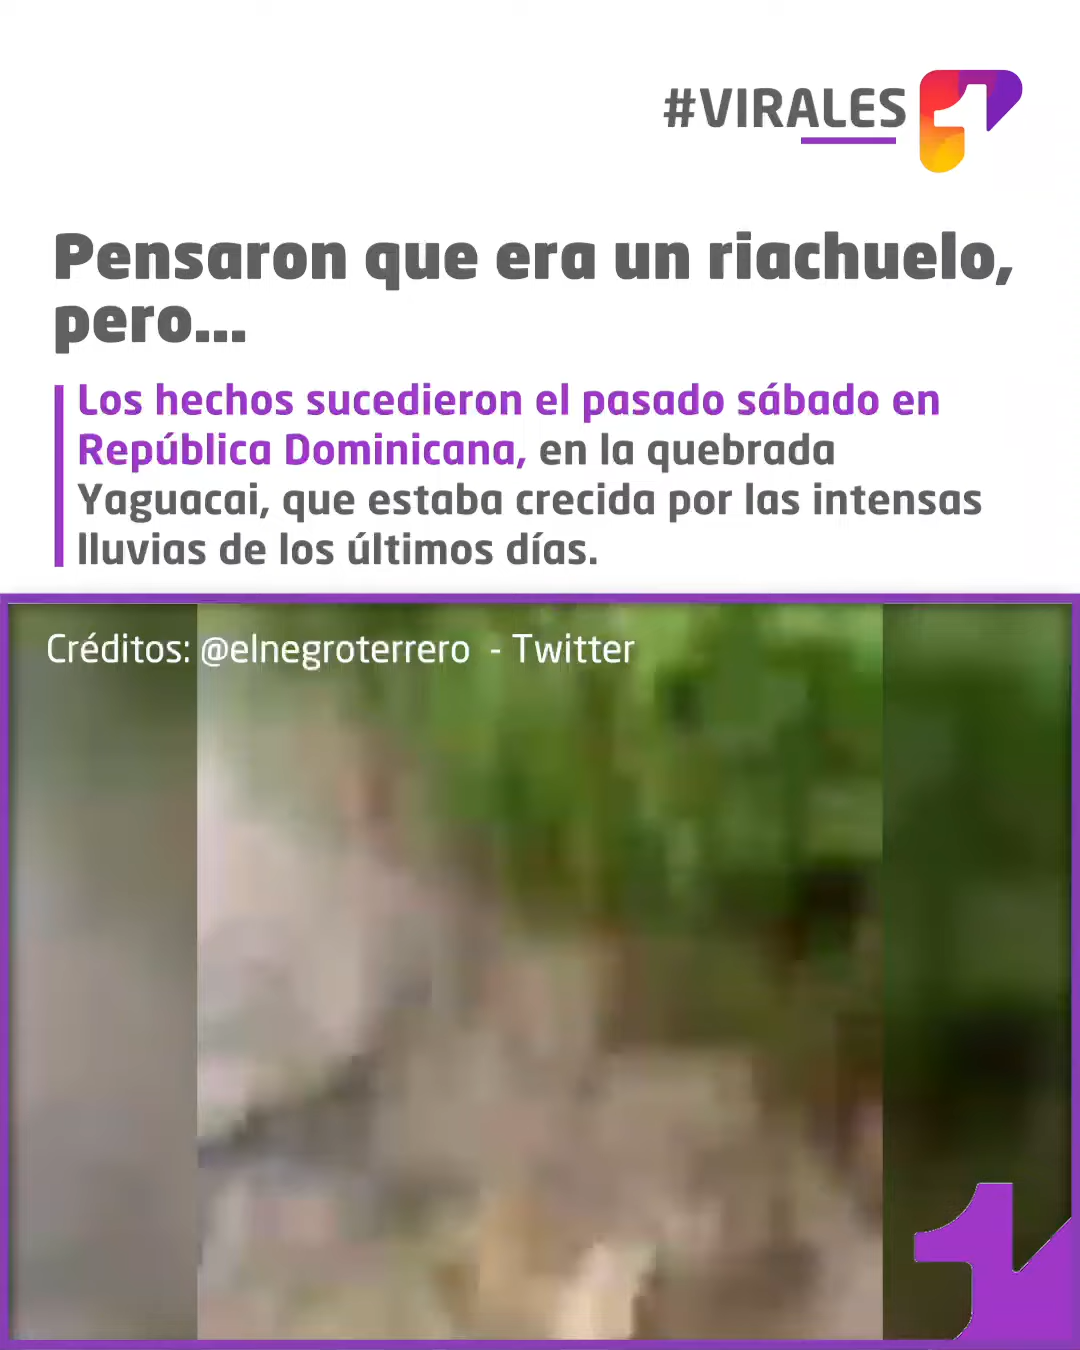 #VIRALES
Pensaron que era un riachuelo,
pero...
Los hechos sucedieron el pasado sábado en
República Dominicana, en la quebrada
Yaguacai, que estaba crecida por las intensas
lluvias de los últimos días.
Créditos: @elnegroterrero - Twitter